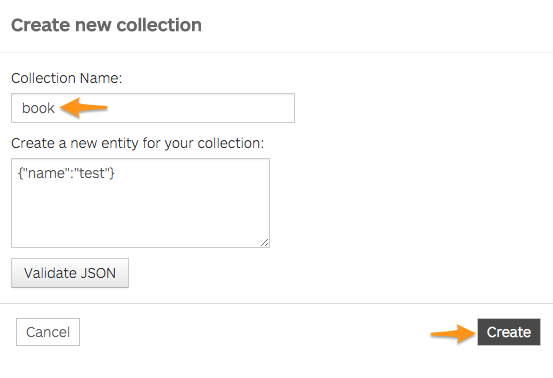 Create new collection
Collection Name:
book
Create a new entity for your collection:
{"name":"test"}
Validate JSON
Cancel
Create